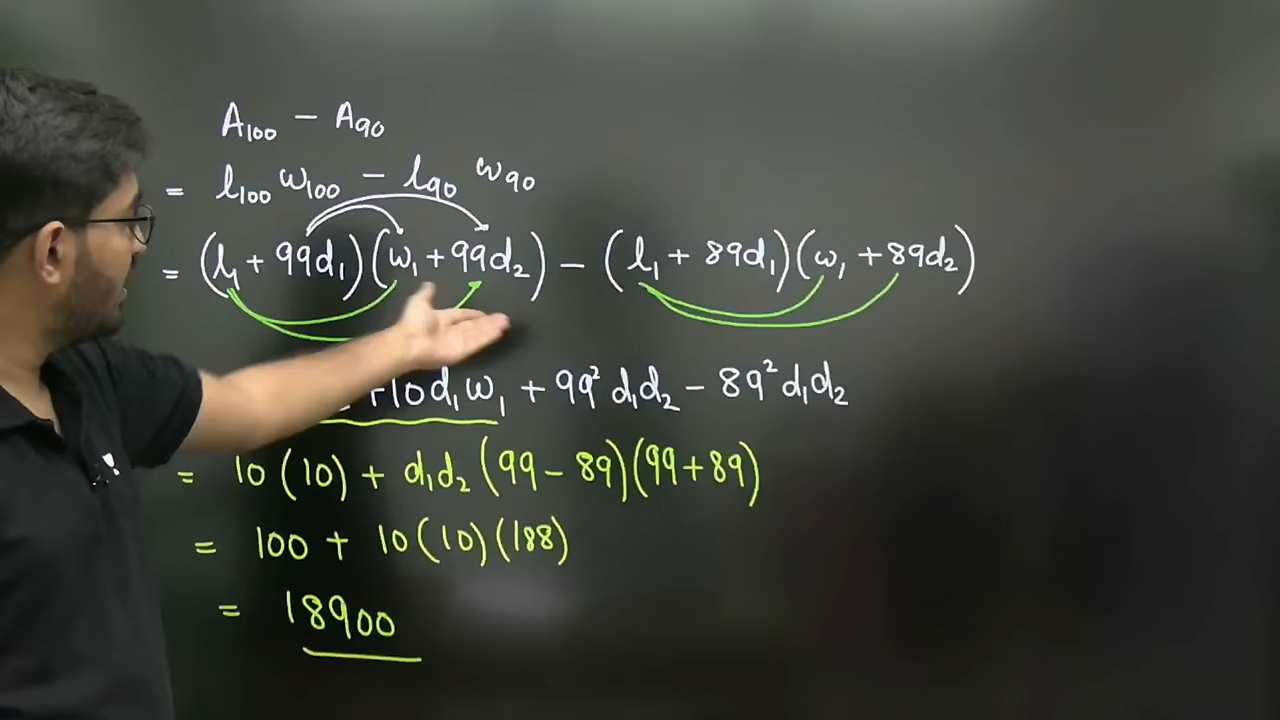 A₁₀₀ - A₉₀
= l₁₀₀ w₁₀₀ - l₉₀ w₉₀
= (l₁ + 99d₁)(w₁ + 99d₂) - (l₁ + 89d₁)(w₁ + 89d₂)
10d₁w₁ + 99² d₁d₂ - 89² d₁d₂
= 10(10) + d₁d₂(99 - 89)(99 + 89)
= 100 + 10(10)(188)
= 18900